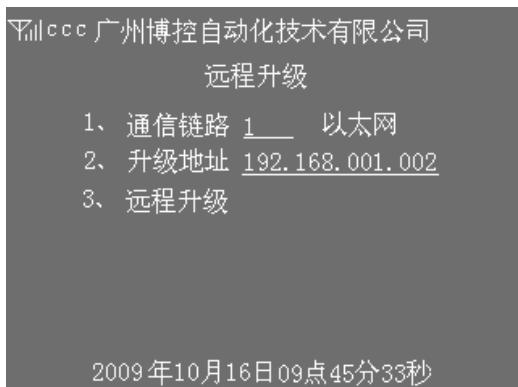 ccc 广州博控自动化技术有限公司
远程升级
1、 通信链路 1 以太网
2、 升级地址 192.168.001.002
3、 远程升级
2009年10月16日09点45分33秒